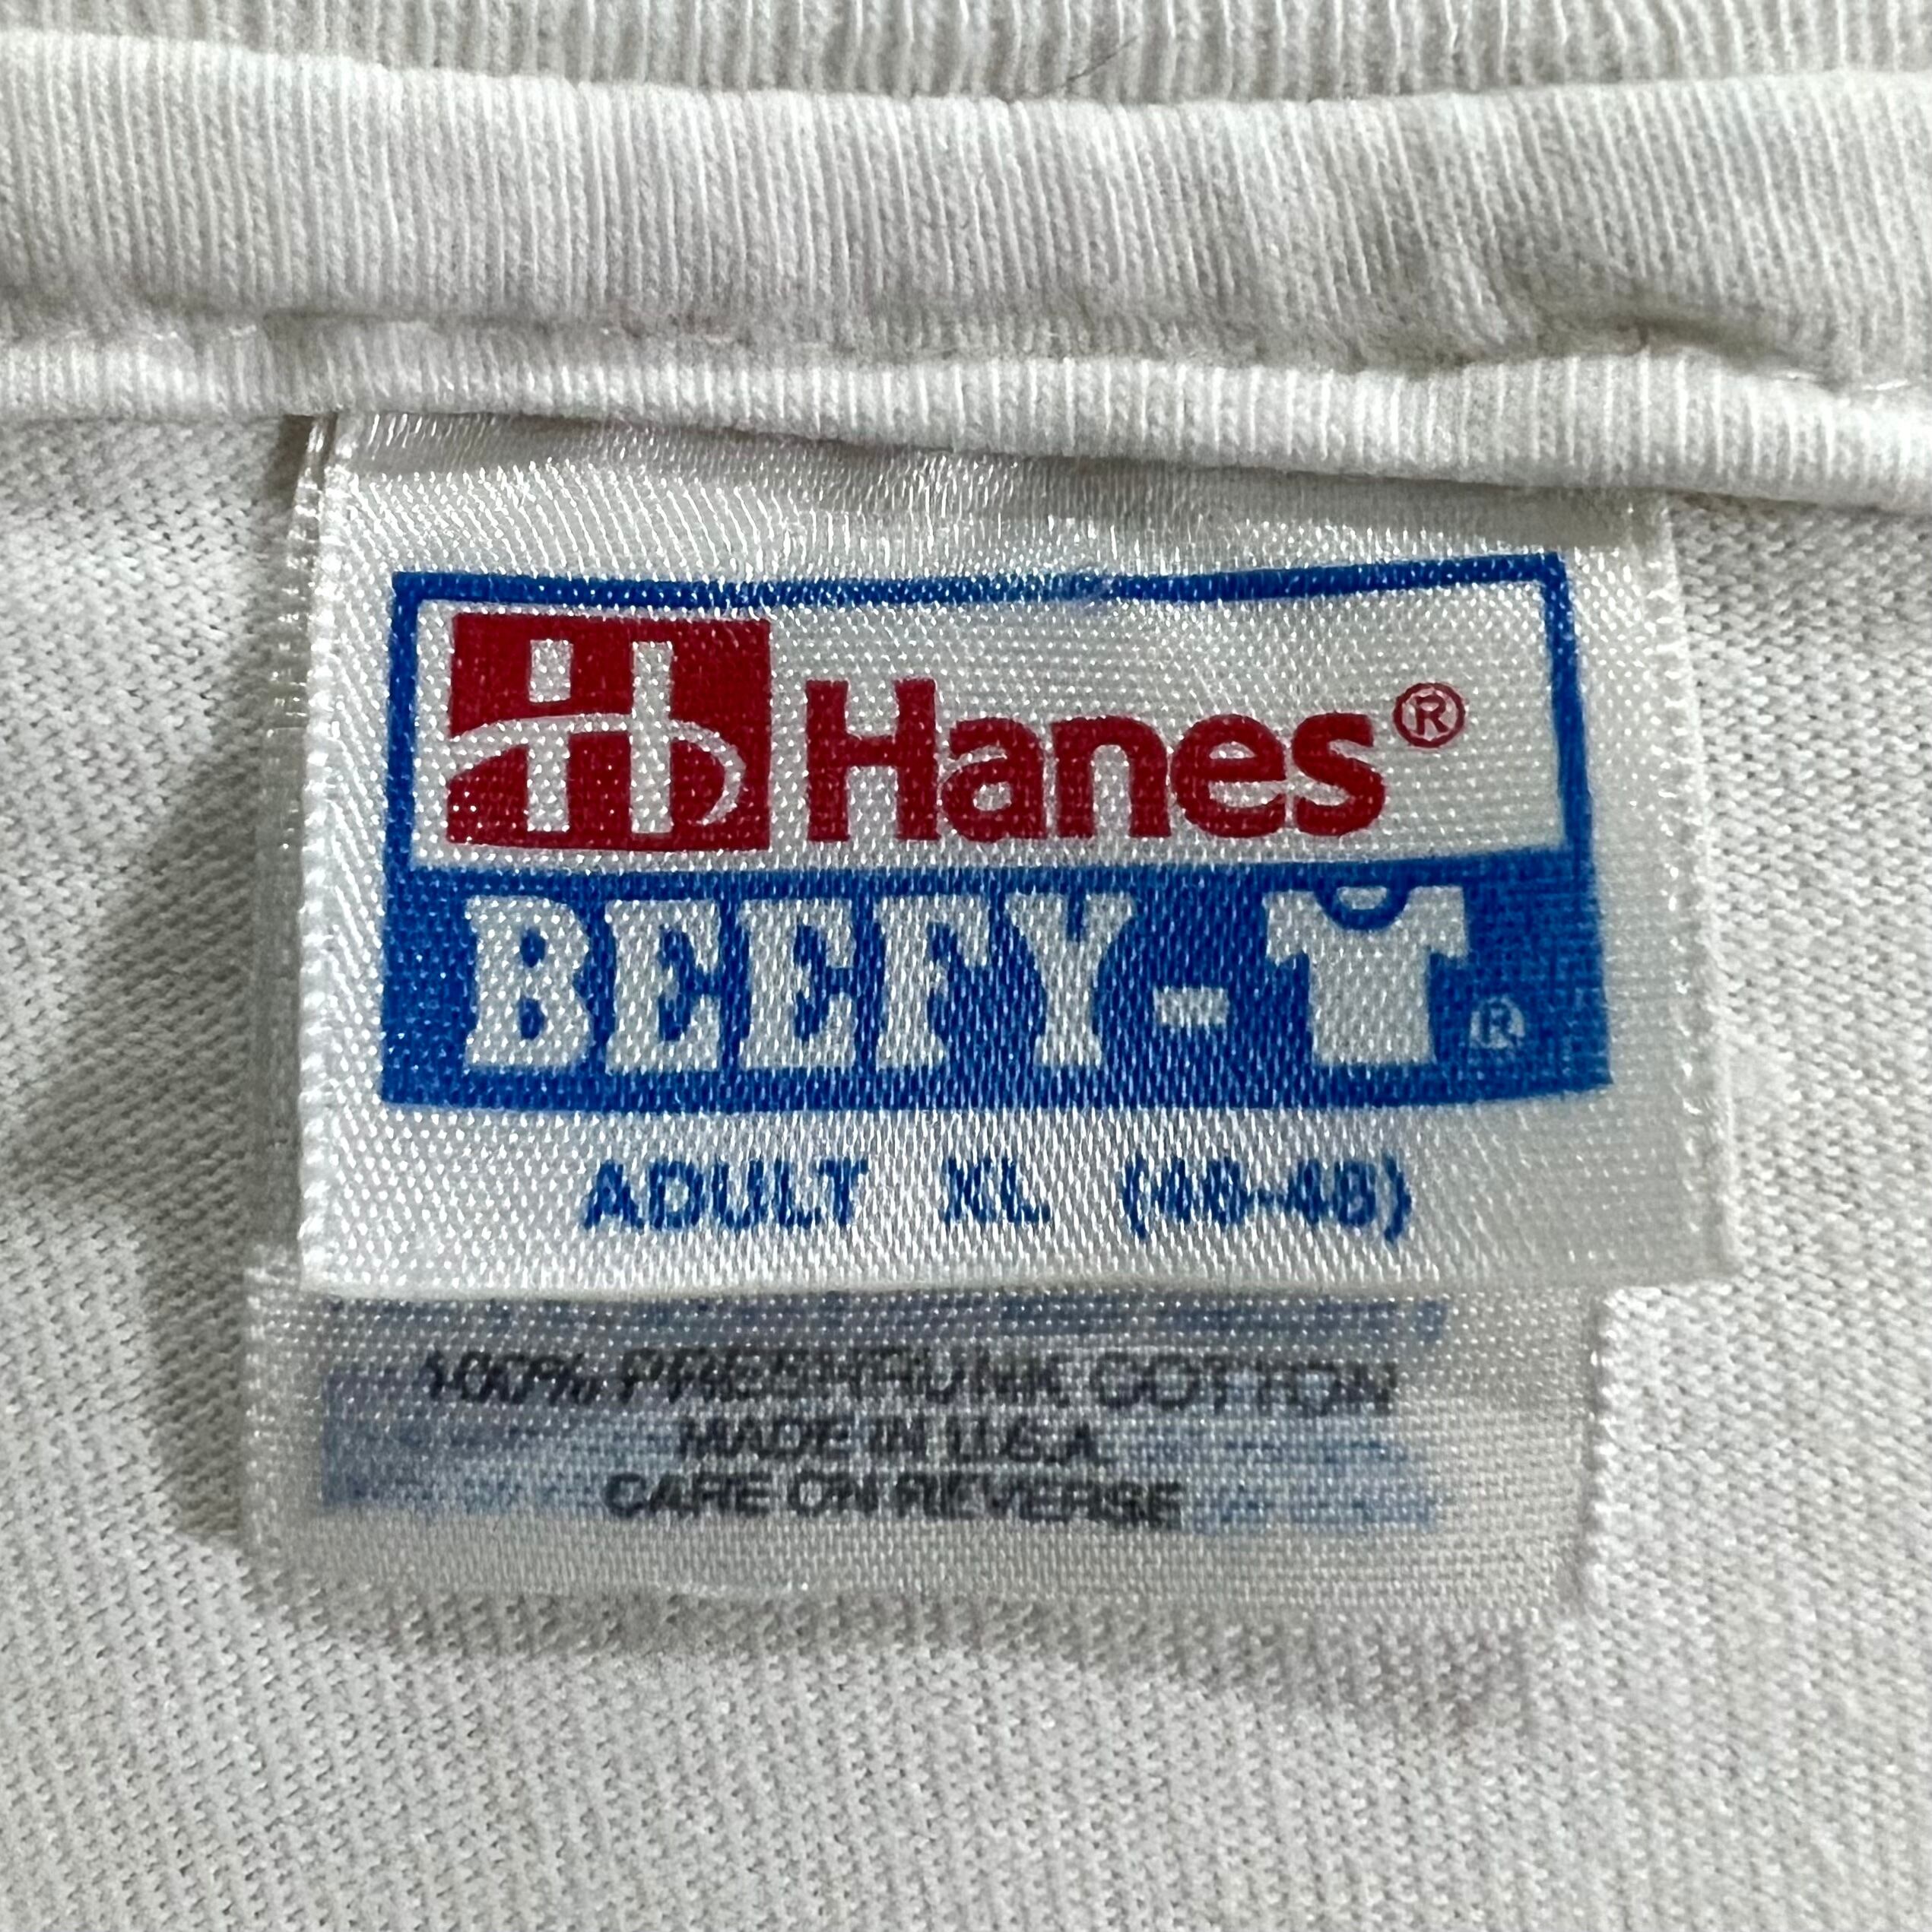 Hanes®
BEEFY-T®
ADULT XL (46-48)
100% PRESHRUNK COTTON
MADE IN U.S.A
CARE ON REVERSE